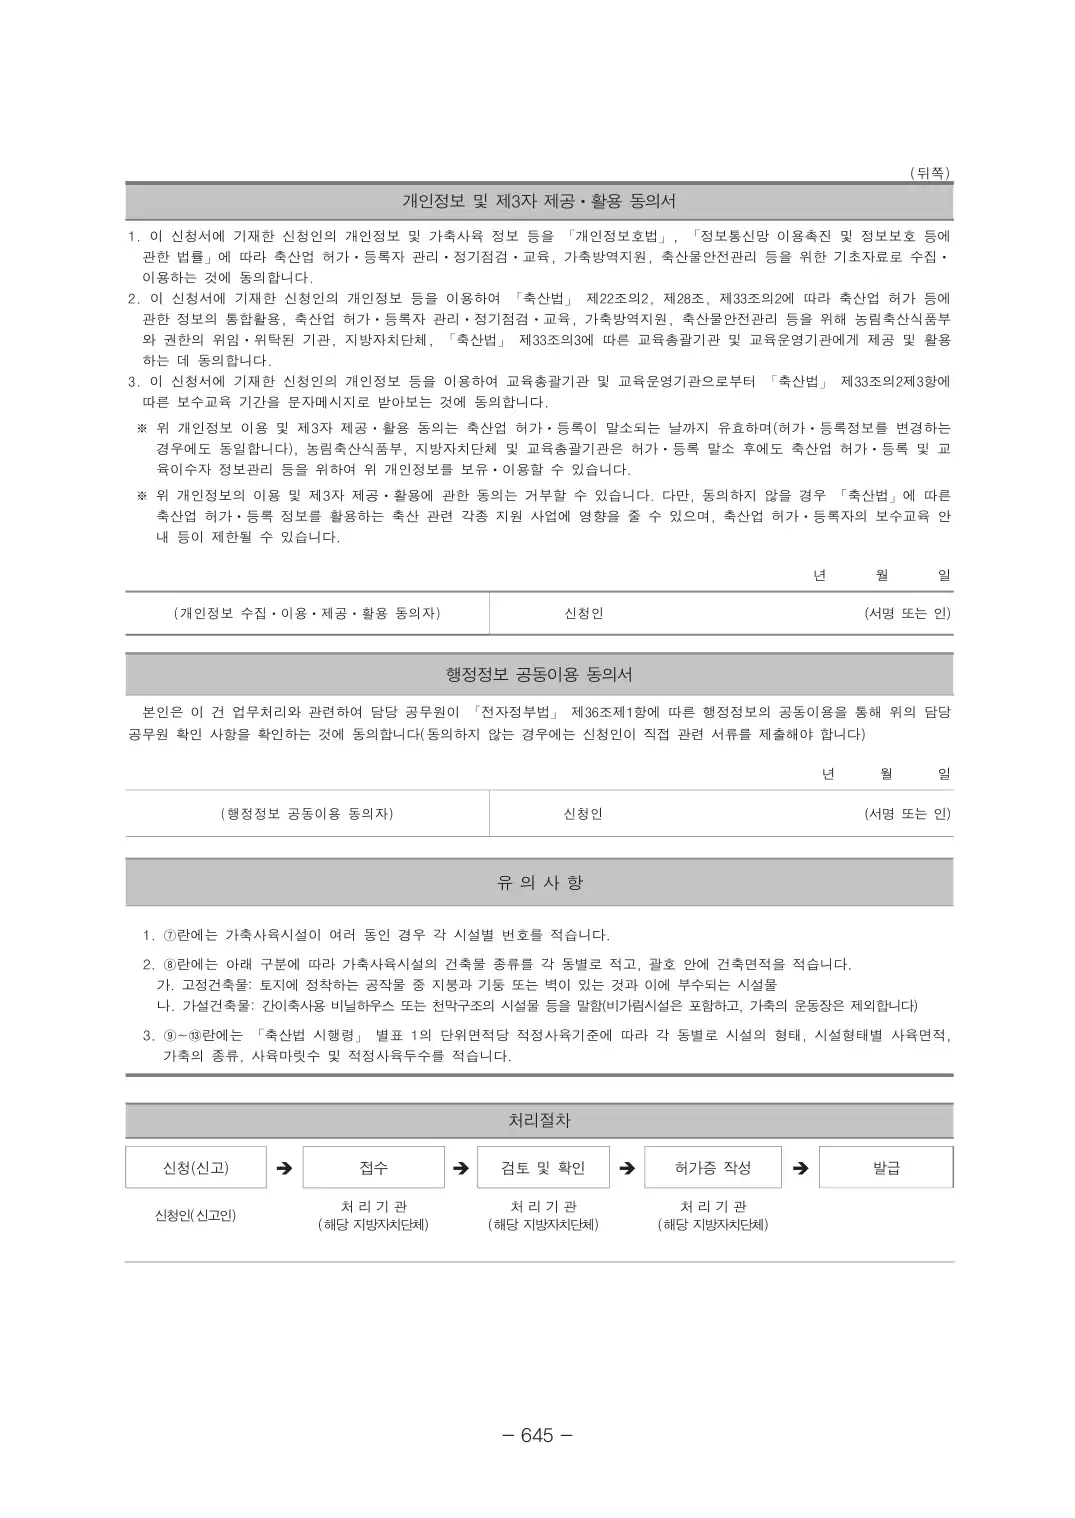 (뒤쪽)
개인정보 및 제3자 제공•활용 동의서
1. 이 신청서에 기재한 신청인의 개인정보 및 가축사육 정보 등을 「개인정보보호법」, 「정보통신망 이용촉진 및 정보보호 등에
관한 법률」에 따라 축산업 허가•등록자 관리•정기점검•교육, 가축방역지원, 축산물안전관리 등을 위한 기초자료로 수집•
이용하는 것에 동의합니다.
2. 이 신청서에 기재한 신청인의 개인정보 등을 이용하여 「축산법」 제22조의2, 제28조, 제33조의2에 따라 축산업 허가 등에
관한 정보의 통합활용, 축산업 허가•등록자 관리•정기점검•교육, 가축방역지원, 축산물안전관리 등을 위해 농림축산식품부
와 권한의 위임•위탁된 기관, 지방자치단체, 「축산법」 제33조의3에 따른 교육총괄기관 및 교육운영기관에게 제공 및 활용
하는 데 동의합니다.
3. 이 신청서에 기재한 신청인의 개인정보 등을 이용하여 교육총괄기관 및 교육운영기관으로부터 「축산법」 제33조의2제3항에
따른 보수교육 기간을 문자메시지로 받아보는 것에 동의합니다.
※ 위 개인정보 이용 및 제3자 제공•활용 동의는 축산업 허가•등록이 말소되는 날까지 유효하며(허가•등록정보를 변경하는
경우에도 동일합니다), 농림축산식품부, 지방자치단체 및 교육총괄기관은 허가•등록 말소 후에도 축산업 허가•등록 및 교
육이수자 정보관리 등을 위하여 위 개인정보를 보유•이용할 수 있습니다.
※ 위 개인정보의 이용 및 제3자 제공•활용에 관한 동의는 거부할 수 있습니다. 다만, 동의하지 않을 경우 「축산법」에 따른
축산업 허가•등록 정보를 활용하는 축산 관련 각종 지원 사업에 영향을 줄 수 있으며, 축산업 허가•등록자의 보수교육 안
내 등이 제한될 수 있습니다.
년 월 일
(개인정보 수집•이용•제공•활용 동의자) 신청인 (서명 또는 인)
행정정보 공동이용 동의서
본인은 이 건 업무처리와 관련하여 담당 공무원이 「전자정부법」 제36조제1항에 따른 행정정보의 공동이용을 통해 위의 담당
공무원 확인 사항을 확인하는 것에 동의합니다(동의하지 않는 경우에는 신청인이 직접 관련 서류를 제출해야 합니다)
년 월 일
(행정정보 공동이용 동의자) 신청인 (서명 또는 인)
유 의 사 항
1. ⑦란에는 가축사육시설이 여러 동인 경우 각 시설별 번호를 적습니다.
2. ⑧란에는 아래 구분에 따라 가축사육시설의 건축물 종류를 각 동별로 적고, 괄호 안에 건축면적을 적습니다.
가. 고정건축물: 토지에 정착하는 공작물 중 지붕과 기둥 또는 벽이 있는 것과 이에 부수되는 시설물
나. 가설건축물: 간이축사용 비닐하우스 또는 천막구조의 시설물 등을 말함(비가림시설은 포함하고, 가축의 운동장은 제외합니다)
3. ⑨~⑬란에는 「축산법 시행령」 별표 1의 단위면적당 적정사육기준에 따라 각 동별로 시설의 형태, 시설형태별 사육면적,
가축의 종류, 사육마릿수 및 적정사육두수를 적습니다.
처리절차
신청(신고) ➔ 접수 ➔ 검토 및 확인 ➔ 허가증 작성 ➔ 발급
신청인(신고인) 처 리 기 관 처 리 기 관 처 리 기 관
(해당 지방자치단체) (해당 지방자치단체) (해당 지방자치단체)
– 645 –